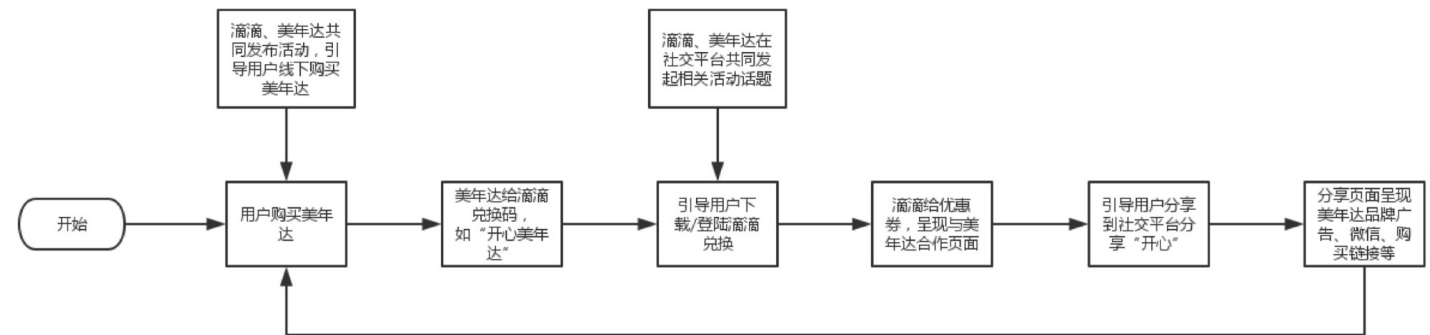 滴滴、美年达共
同发布活动，引
导用户线下购买
美年达
滴滴、美年达在
社交平台共同发
起相关活动话题
开始
用户购买美年
达
美年达给滴滴
兑换码，
如“开心美年
达”
引导用户下
载/登陆滴滴
兑换
滴滴给优惠
券，呈现与美
年达合作页面
引导用户分享
到社交平台分
享“开心”
分享页面呈现
美年达品牌广
告、微信、购
买链接等